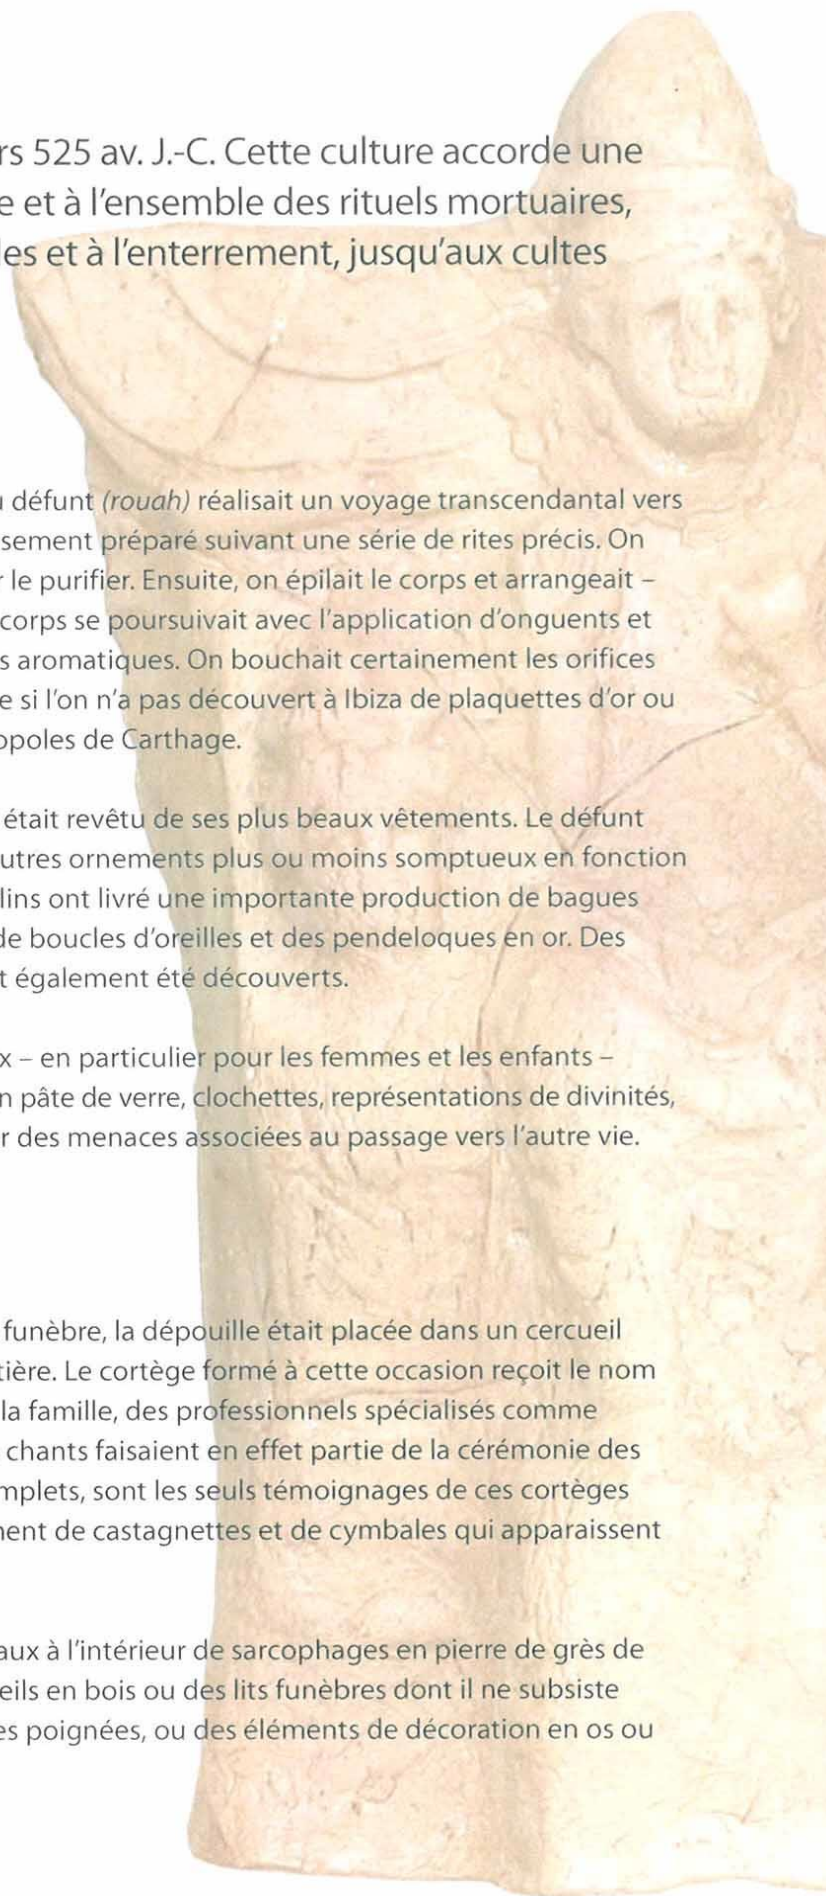 rs 525 av. J.-C. Cette culture accorde une
e et à l’ensemble des rituels mortuaires,
les et à l’enterrement, jusqu’aux cultes
u défunt (rouah) réalisait un voyage transcendantal vers
sement préparé suivant une série de rites précis. On
r le purifier. Ensuite, on épilait le corps et arrangeait –
corps se poursuivait avec l’application d’onguents et
s aromatiques. On bouchait certainement les orifices
e si l’on n’a pas découvert à Ibiza de plaquettes d’or ou
opoles de Carthage.
était revêtu de ses plus beaux vêtements. Le défunt
utres ornements plus ou moins somptueux en fonction
lins ont livré une importante production de bagues
de boucles d’oreilles et des pendeloques en or. Des
t également été découverts.
x – en particulier pour les femmes et les enfants –
n pâte de verre, clochettes, représentations de divinités,
r des menaces associées au passage vers l’autre vie.
funèbre, la dépouille était placée dans un cercueil
tière. Le cortège formé à cette occasion reçoit le nom
la famille, des professionnels spécialisés comme
chants faisaient en effet partie de la cérémonie des
mplets, sont les seuls témoignages de ces cortèges
nent de castagnettes et de cymbales qui apparaissent
aux à l’intérieur de sarcophages en pierre de grès de
eils en bois ou des lits funèbres dont il ne subsiste
es poignées, ou des éléments de décoration en os ou